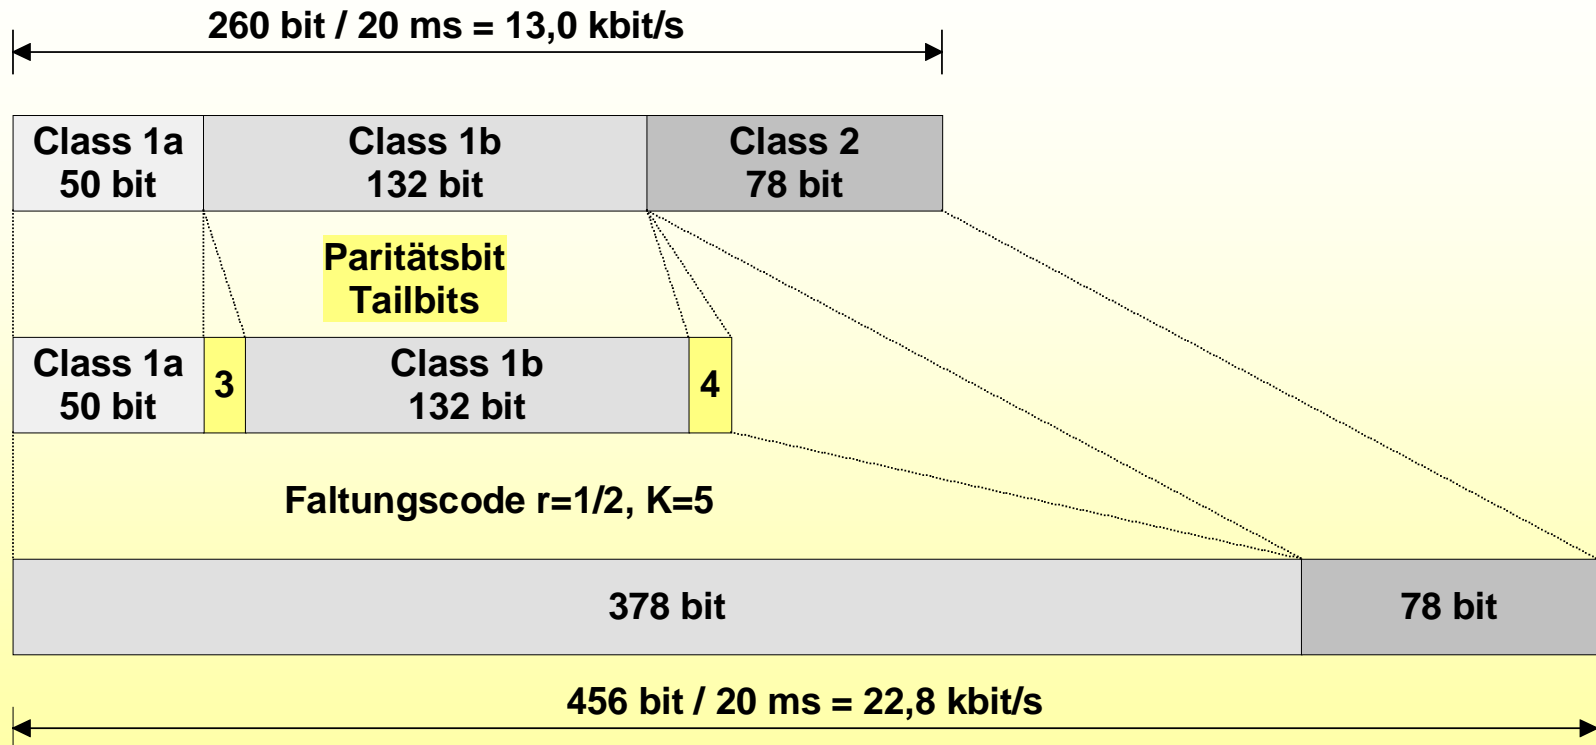 260 bit / 20 ms = 13,0 kbit/s
Class 1a
50 bit
Class 1b
132 bit
Class 2
78 bit
Paritätsbit
Tailbits
Class 1a
50 bit
3
Class 1b
132 bit
4
Faltungscode r=1/2, K=5
378 bit
78 bit
456 bit / 20 ms = 22,8 kbit/s